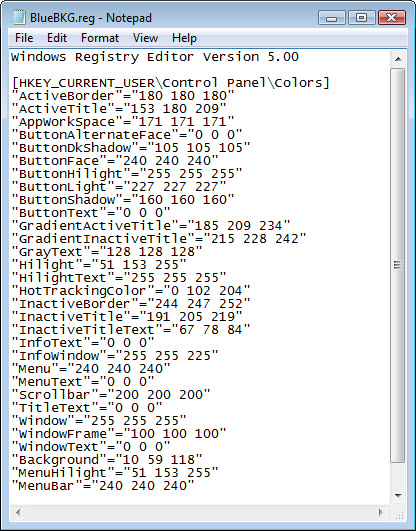 BlueBKG.reg - Notepad
File Edit Format View Help
Windows Registry Editor Version 5.00
[HKEY_CURRENT_USER\Control Panel\Colors]
"ActiveBorder"="180 180 180"
"ActiveTitle"="153 180 209"
"AppWorkSpace"="171 171 171"
"ButtonAlternateFace"="0 0 0"
"ButtonDkShadow"="105 105 105"
"ButtonFace"="240 240 240"
"ButtonHilight"="255 255 255"
"ButtonLight"="227 227 227"
"ButtonShadow"="160 160 160"
"ButtonText"="0 0 0"
"GradientActiveTitle"="185 209 234"
"GradientInactiveTitle"="215 228 242"
"GrayText"="128 128 128"
"Hilight"="51 153 255"
"HilightText"="255 255 255"
"HotTrackingColor"="0 102 204"
"InactiveBorder"="244 247 252"
"InactiveTitle"="191 205 219"
"InactiveTitleText"="67 78 84"
"InfoText"="0 0 0"
"InfoWindow"="255 255 225"
"Menu"="240 240 240"
"MenuText"="0 0 0"
"Scrollbar"="200 200 200"
"TitleText"="0 0 0"
"Window"="255 255 255"
"WindowFrame"="100 100 100"
"WindowText"="0 0 0"
"Background"="10 59 118"
"MenuHilight"="51 153 255"
"MenuBar"="240 240 240"